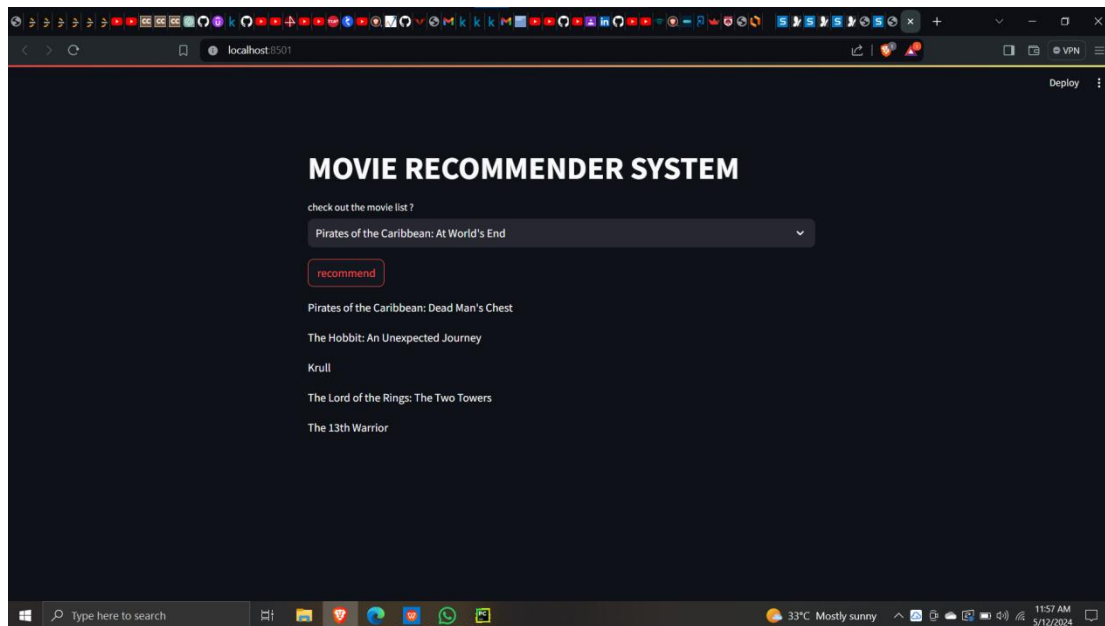 localhost:8501
VPN
Deploy
MOVIE RECOMMENDER SYSTEM
check out the movie list ?
Pirates of the Caribbean: At World's End
recommend
Pirates of the Caribbean: Dead Man's Chest
The Hobbit: An Unexpected Journey
Krull
The Lord of the Rings: The Two Towers
The 13th Warrior
Type here to search
33°C Mostly sunny
11:57 AM
5/12/2024